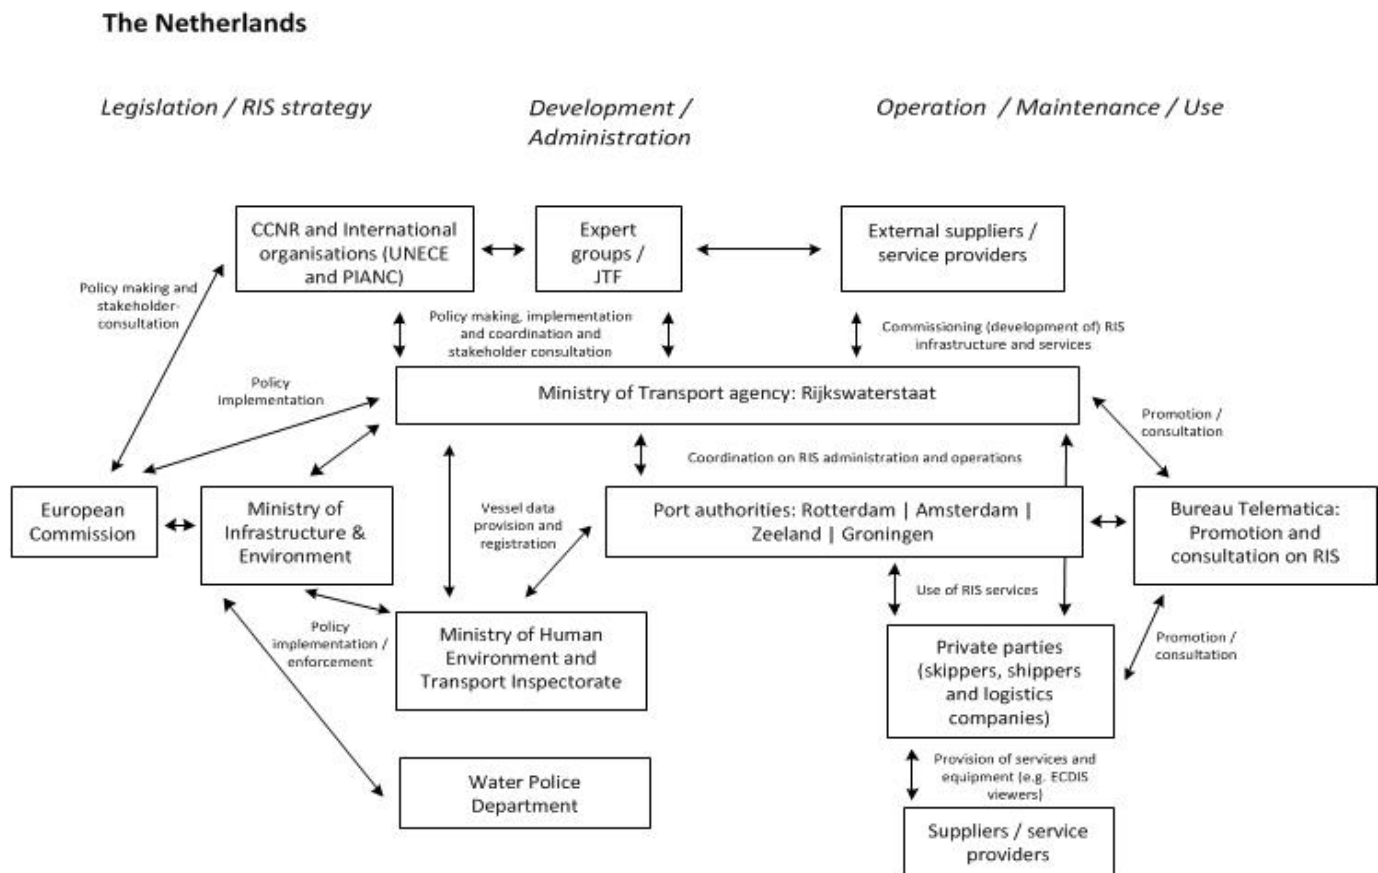 The Netherlands
Legislation / RIS strategy
Development /
Administration
Operation / Maintenance / Use
CCNR and International
organisations (UNECE
and PIANC)
Expert
groups /
JTF
External suppliers /
service providers
Policy making and
stakeholder-
consultation
Policy making, implementation
and coordination and
stakeholder consultation
Commissioning (development of) RIS
infrastructure and services
Policy
implementation
Ministry of Transport agency: Rijkswaterstaat
Promotion /
consultation
Coordination on RIS administration and operations
European
Commission
Ministry of
Infrastructure &
Environment
Vessel data
provision and
registration
Port authorities: Rotterdam | Amsterdam |
Zeeland | Groningen
Bureau Telematica:
Promotion and
consultation on RIS
Use of RIS services
Policy
implementation /
enforcement
Ministry of Human
Environment and
Transport Inspectorate
Private parties
(skippers, shippers
and logistics
companies)
Promotion /
consultation
Water Police
Department
Provision of services and
equipment (e.g. ECDIS
viewers)
Suppliers / service
providers